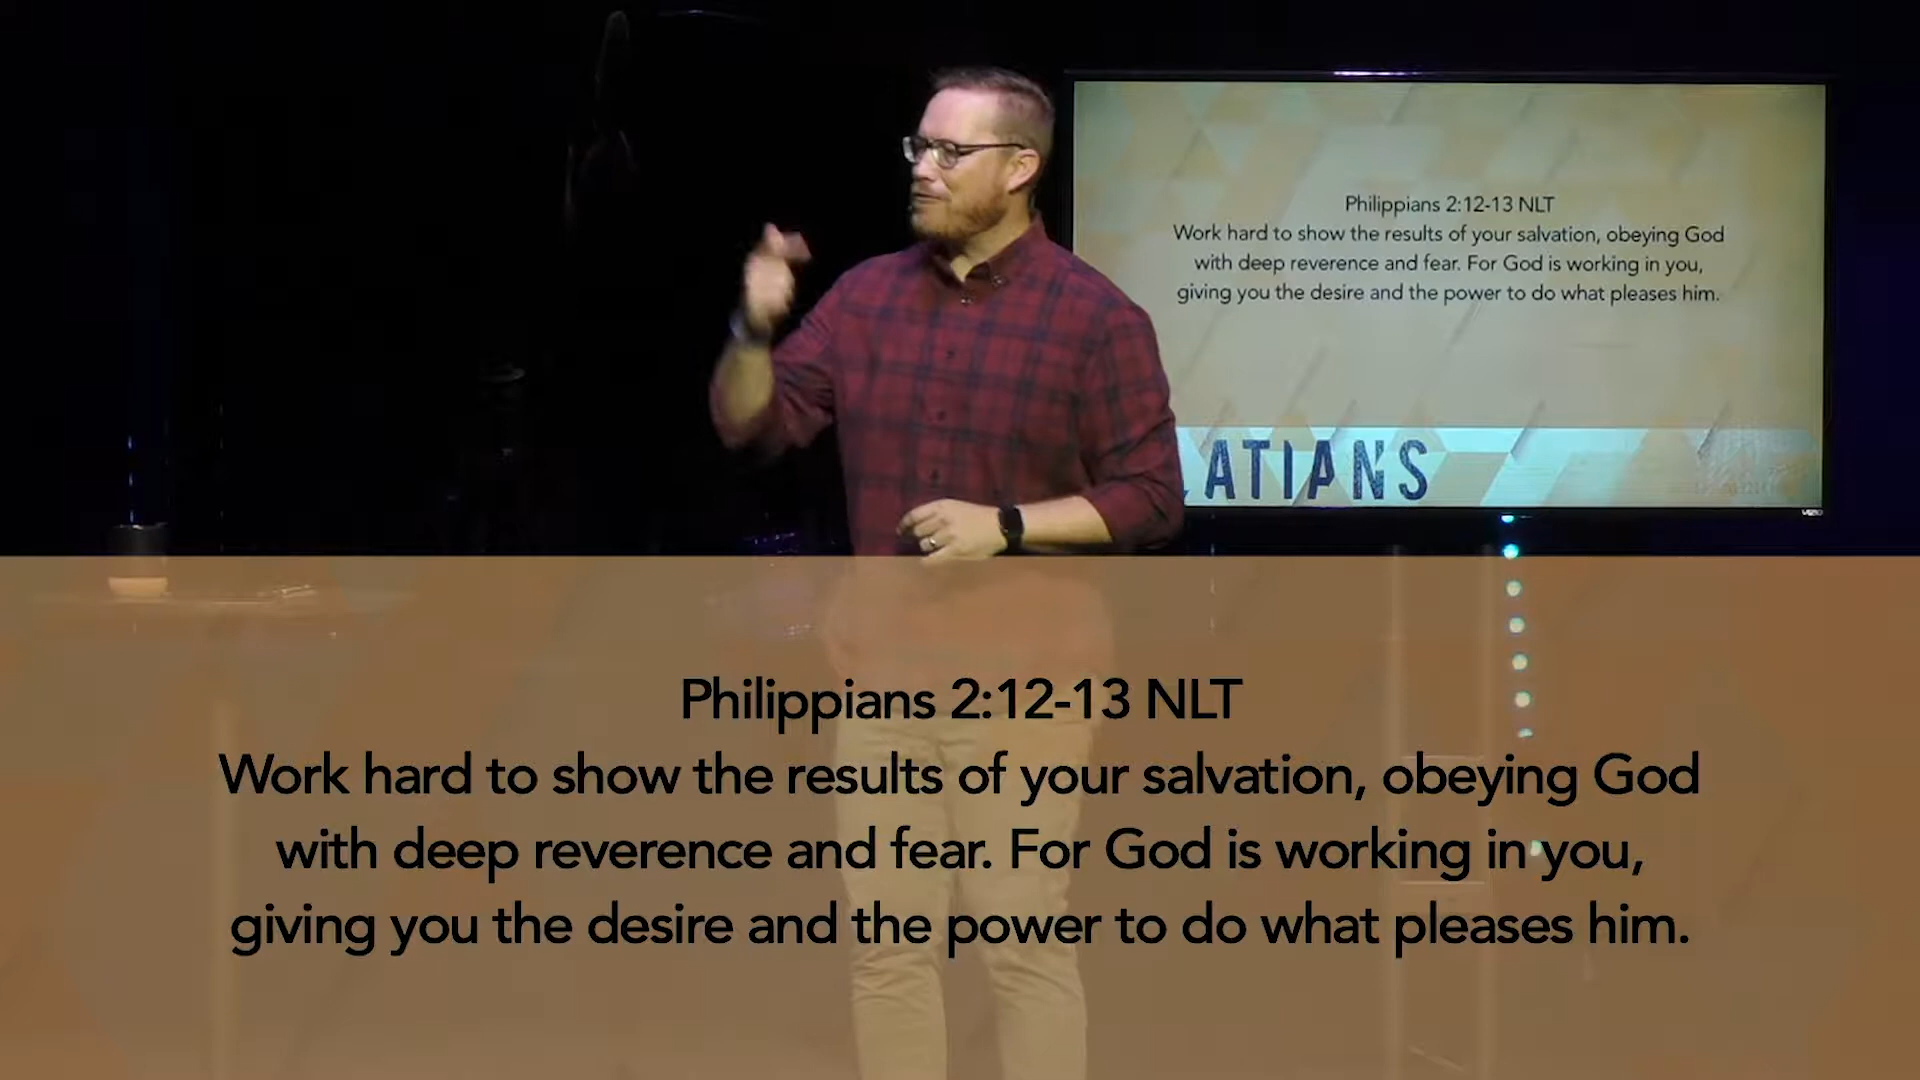 Philippians 2:12-13 NLT
Work hard to show the results of your salvation, obeying God
with deep reverence and fear. For God is working in you,
giving you the desire and the power to do what pleases him.
ATIANS
VIZIO
Philippians 2:12-13 NLT
Work hard to show the results of your salvation, obeying God
with deep reverence and fear. For God is working in you,
giving you the desire and the power to do what pleases him.